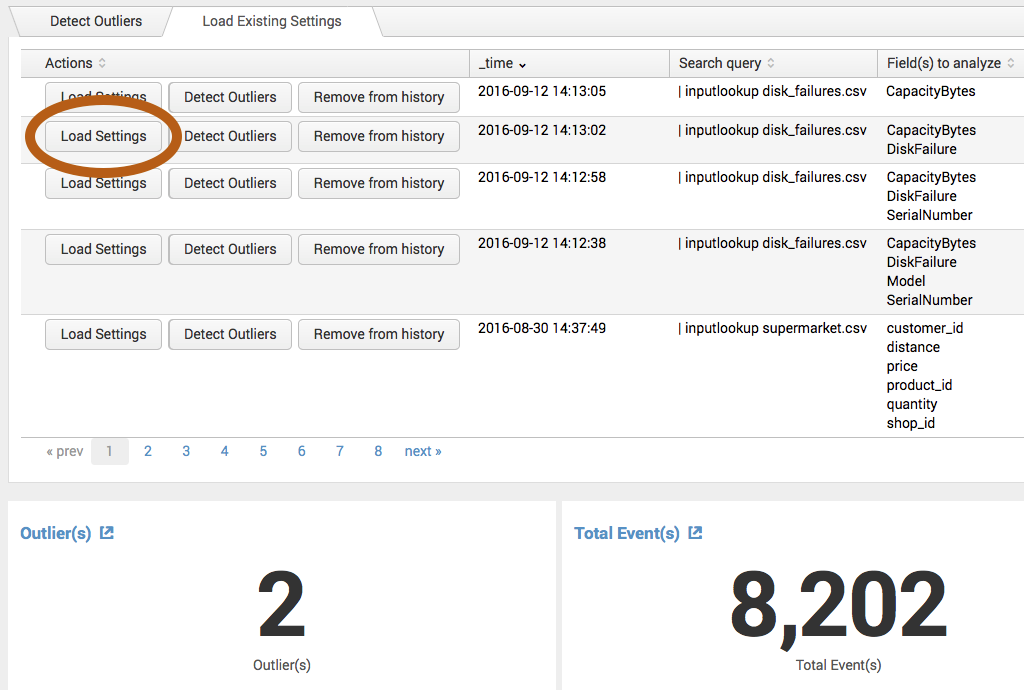 Detect Outliers Load Existing Settings
Actions _time Search query Field(s) to analyze
Load Settings Detect Outliers Remove from history 2016-09-12 14:13:05 | inputlookup disk_failures.csv CapacityBytes
Load Settings Detect Outliers Remove from history 2016-09-12 14:13:02 | inputlookup disk_failures.csv CapacityBytes
DiskFailure
Load Settings Detect Outliers Remove from history 2016-09-12 14:12:58 | inputlookup disk_failures.csv CapacityBytes
DiskFailure
SerialNumber
Load Settings Detect Outliers Remove from history 2016-09-12 14:12:38 | inputlookup disk_failures.csv CapacityBytes
DiskFailure
Model
SerialNumber
Load Settings Detect Outliers Remove from history 2016-08-30 14:37:49 | inputlookup supermarket.csv customer_id
distance
price
product_id
quantity
shop_id
« prev 1 2 3 4 5 6 7 8 next »
Outlier(s) Total Event(s)
2 8,202
Outlier(s) Total Event(s)